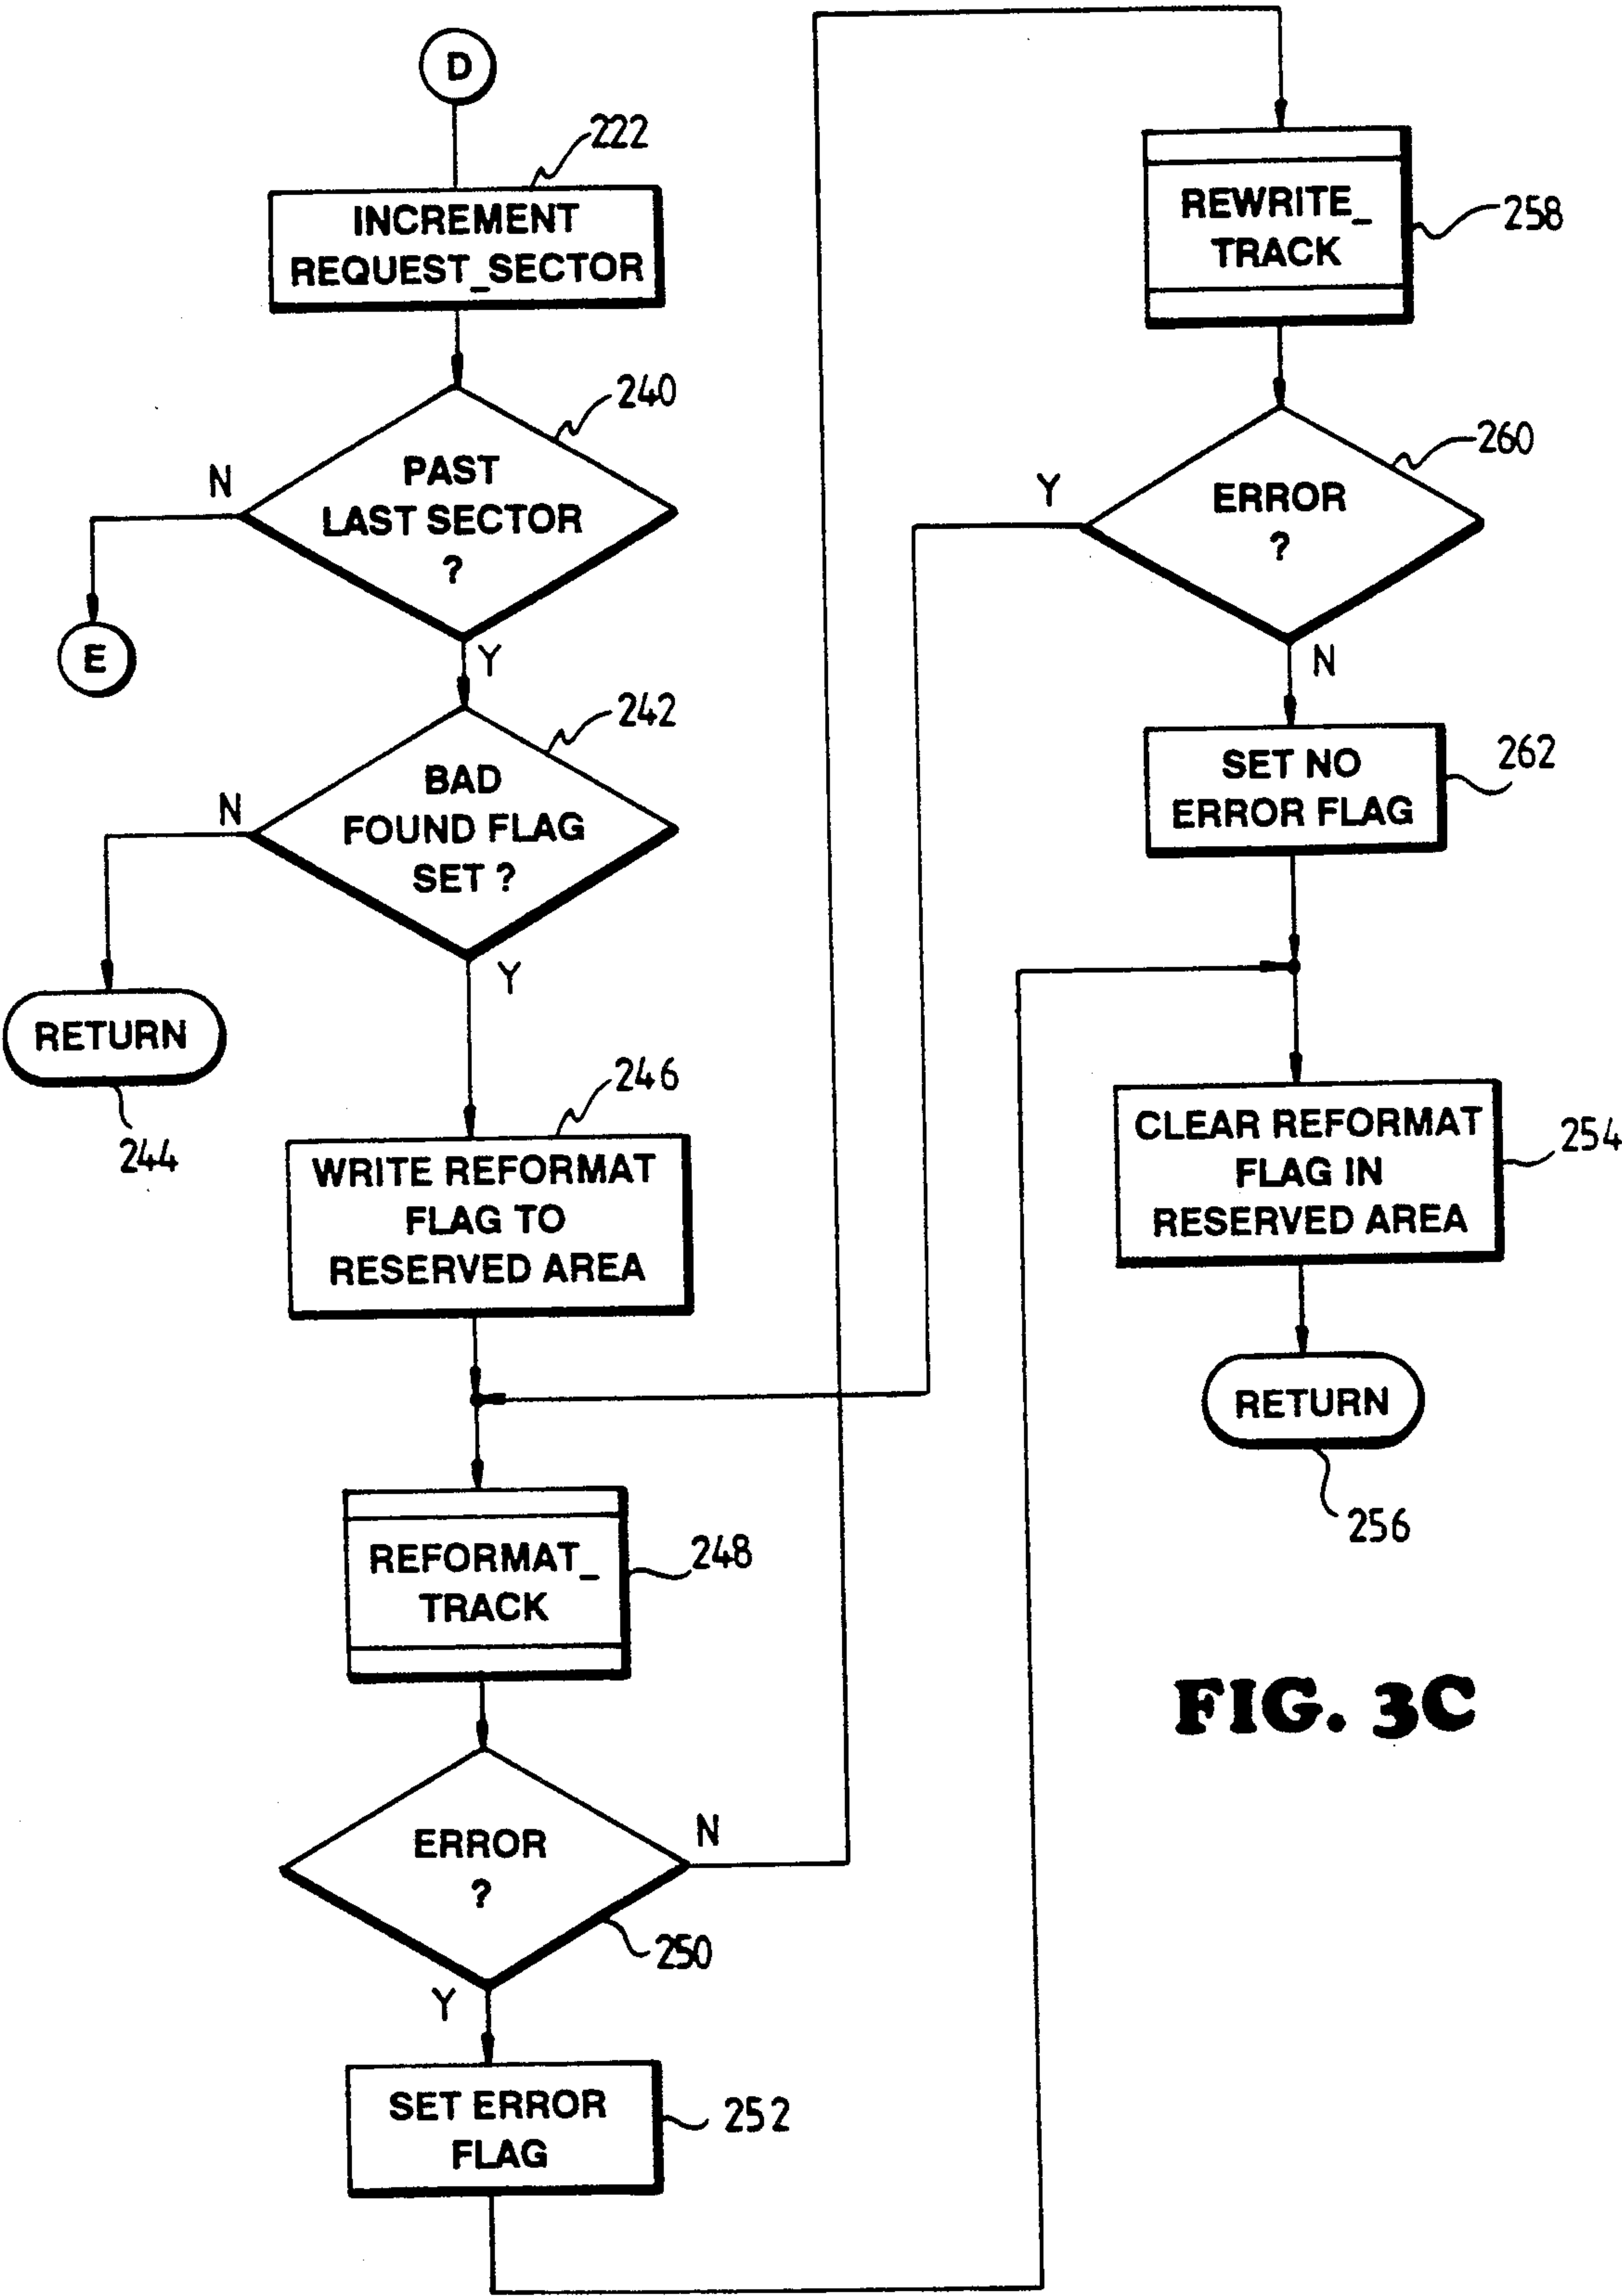 D
222
INCREMENT
REQUEST_SECTOR
240
N
PAST
LAST SECTOR
?
E
Y
242
N
BAD
FOUND FLAG
SET ?
Y
RETURN
244
246
WRITE REFORMAT
FLAG TO
RESERVED AREA
REFORMAT_
TRACK
248
ERROR
?
N
250
Y
SET ERROR
FLAG
252
REWRITE_
TRACK
258
260
Y
ERROR
?
N
SET NO
ERROR FLAG
262
CLEAR REFORMAT
FLAG IN
RESERVED AREA
254
RETURN
256
FIG. 3C